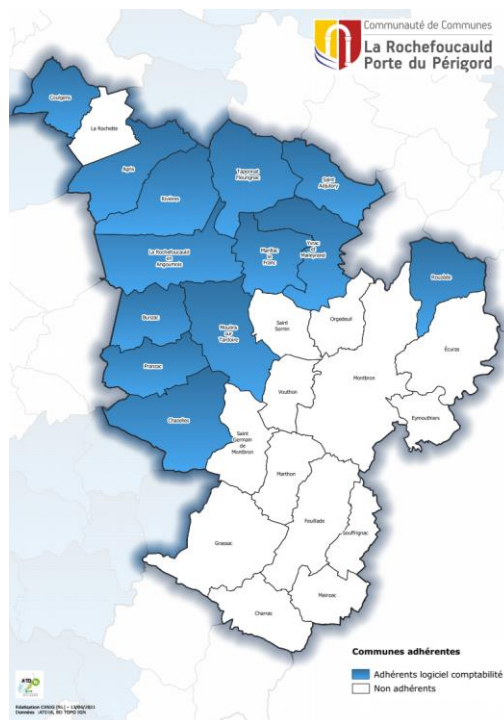 Communauté de Communes
La Rochefoucauld
Porte du Périgord
Coulgens
La Rochette
Agris
Rivières
Taponnat
Fleurignac
Saint
Adjutory
La Rochefoucauld
en
Angoumois
Marillac
le
Franc
Yvrac
et
Malleyrand
Rouzède
Bunzac
Moulins
sur
Tardoire
Saint
Sornin
Orgedeuil
Écuras
Pranzac
Vouthon
Montbron
Eymouthiers
Chazelles
Saint
Germain
de
Montbron
Marthon
Feuillade
Souffrignac
Grassac
Mainzac
Charras
Communes adhérentes
Adhérents logiciel comptabilité
Non adhérents